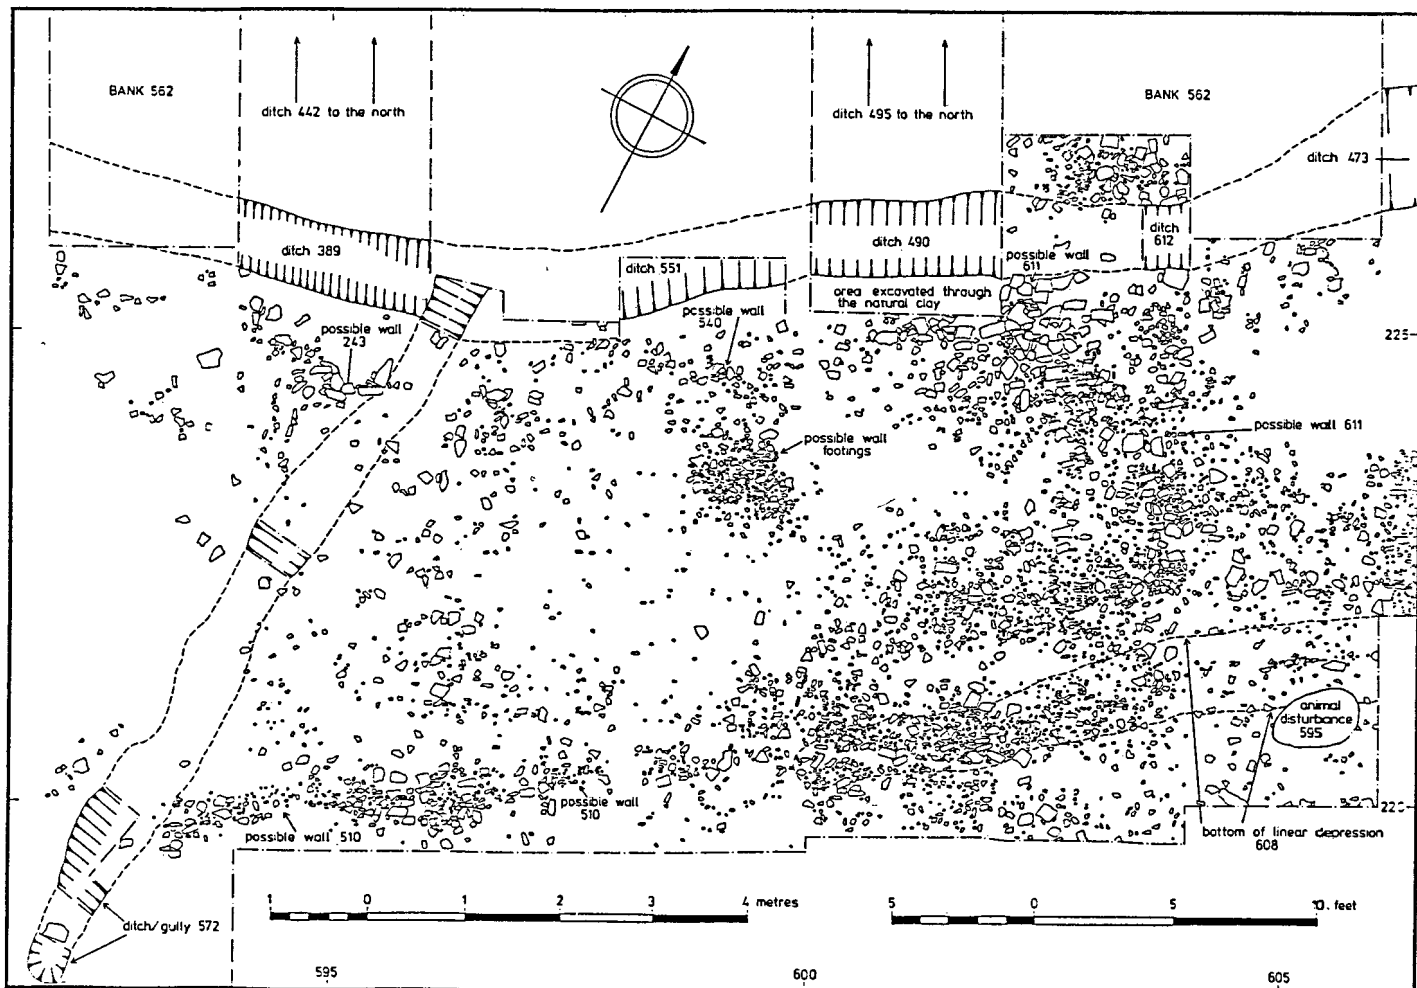 BANK 562
ditch 442 to the north
ditch 495 to the north
BANK 562
ditch 473
ditch 389
ditch 551
ditch 490
possible wall
611
ditch
612
area excavated through
the natural clay
possible wall
243
possible wall
540
225
possible wall
footings
possible wall 611
animal
disturbance
595
possible wall
510
possible wall 510
bottom of linear depression
608
ditch/gully 572
1 0 1 2 3 4 metres
5 0 5 10 feet
595
600
605